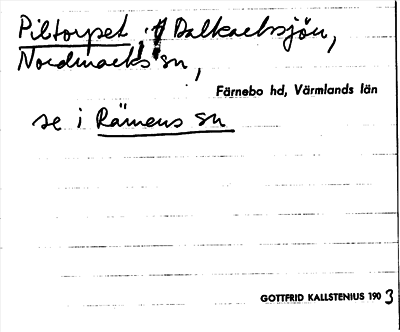 Piltorpet, Dalkarlssjön,
Nordmarks sn,
Färnebo hd, Värmlands län
se i Rämens sn
GOTTFRID KALLSTENIUS 1903